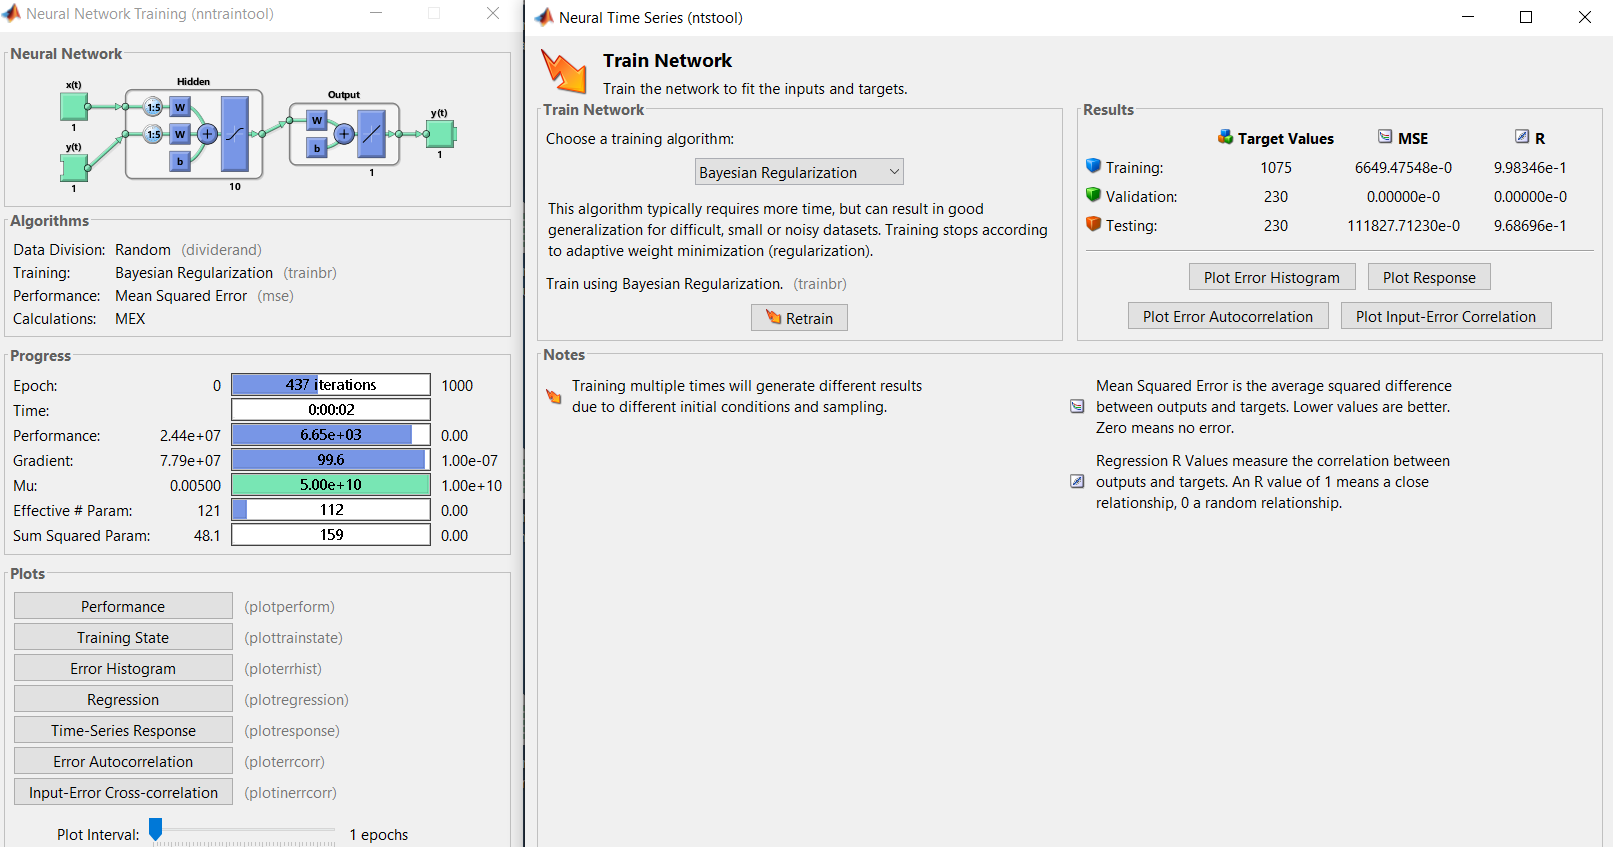 Neural Network Training (nntraintool)
Neural Network
Hidden
x(t)
1:5
W
1
1:5
W
y(t)
b
1
10
Output
W
b
1
y(t)
1
Algorithms
Data Division: Random (dividerand)
Training: Bayesian Regularization (trainbr)
Performance: Mean Squared Error (mse)
Calculations: MEX
Progress
Epoch: 0 437 iterations 1000
Time: 0:00:02
Performance: 2.44e+07 6.65e+03 0.00
Gradient: 7.79e+07 99.6 1.00e-07
Mu: 0.00500 5.00e+10 1.00e+10
Effective # Param: 121 112 0.00
Sum Squared Param: 48.1 159 0.00
Plots
Performance (plotperform)
Training State (plottrainstate)
Error Histogram (ploterrhist)
Regression (plotregression)
Time-Series Response (plotresponse)
Error Autocorrelation (ploterrcorr)
Input-Error Cross-correlation (plotinerrcorr)
Plot Interval: 1 epochs
Neural Time Series (ntstool)
Train Network
Train the network to fit the inputs and targets.
Train Network
Choose a training algorithm:
Bayesian Regularization
This algorithm typically requires more time, but can result in good
generalization for difficult, small or noisy datasets. Training stops according
to adaptive weight minimization (regularization).
Train using Bayesian Regularization. (trainbr)
Retrain
Results
Target Values MSE R
Training: 1075 6649.47548e-0 9.98346e-1
Validation: 230 0.00000e-0 0.00000e-0
Testing: 230 111827.71230e-0 9.68696e-1
Plot Error Histogram Plot Response
Plot Error Autocorrelation Plot Input-Error Correlation
Notes
Training multiple times will generate different results
due to different initial conditions and sampling.
Mean Squared Error is the average squared difference
between outputs and targets. Lower values are better.
Zero means no error.
Regression R Values measure the correlation between
outputs and targets. An R value of 1 means a close
relationship, 0 a random relationship.